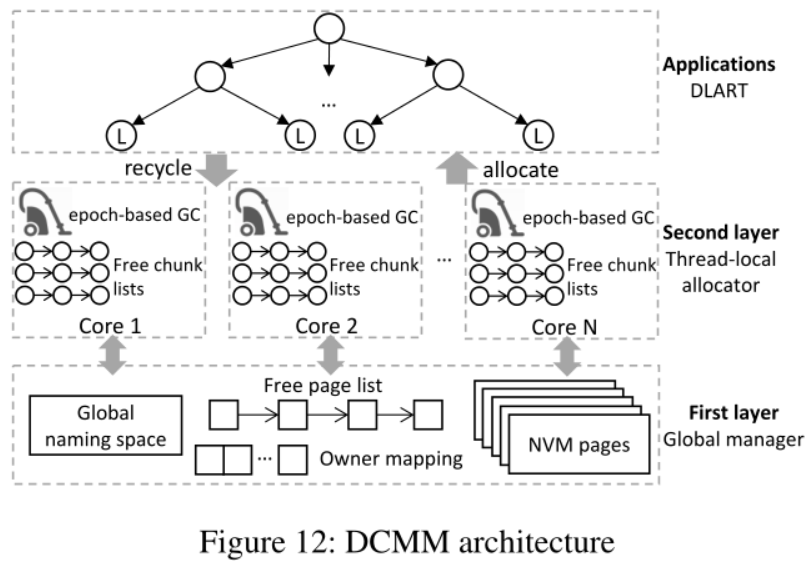 Applications
DLART
...
L
L
L
L
recycle
allocate
epoch-based GC
Free chunk
lists
Core 1
epoch-based GC
Free chunk
lists
Core 2
...
epoch-based GC
Free chunk
lists
Core N
Second layer
Thread-local
allocator
Global
naming space
Free page list
...
Owner mapping
NVM pages
First layer
Global manager
Figure 12: DCMM architecture